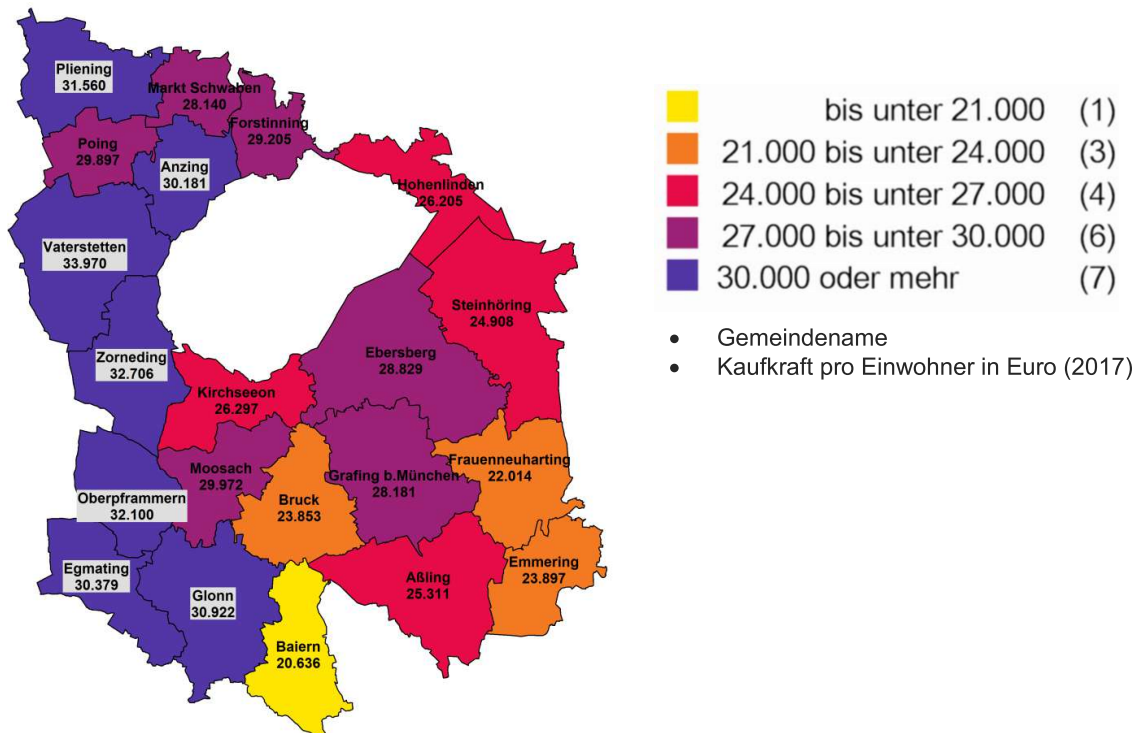 Pliening
31.560
Markt Schwaben
28.140
Forstinning
29.205
Poing
29.897
Anzing
30.181
Hohenlinden
26.205
Vaterstetten
33.970
Steinhöring
24.908
Zorneding
32.706
Ebersberg
28.829
Kirchseeon
26.297
Moosach
29.972
Grafing b.München
28.181
Frauenneuharting
22.014
Oberpframmern
32.100
Bruck
23.853
Egmating
30.379
Glonn
30.922
Aßling
25.311
Emmering
23.897
Baiern
20.636
bis unter 21.000 (1)
21.000 bis unter 24.000 (3)
24.000 bis unter 27.000 (4)
27.000 bis unter 30.000 (6)
30.000 oder mehr (7)
• Gemeindename
• Kaufkraft pro Einwohner in Euro (2017)